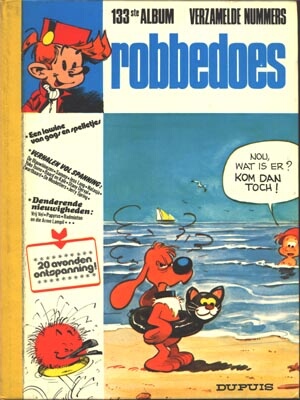 133ste ALBUM VERZAMELDE NUMMERS
robbedoes
• Een lawine
van gags en spelletjes
• VERHALEN VOL SPANNING:
• Denderende
nieuwigheden:
20 avonden
ontspanning!
NOU,
WAT IS ER?
KOM DAN
TOCH!
DUPUIS